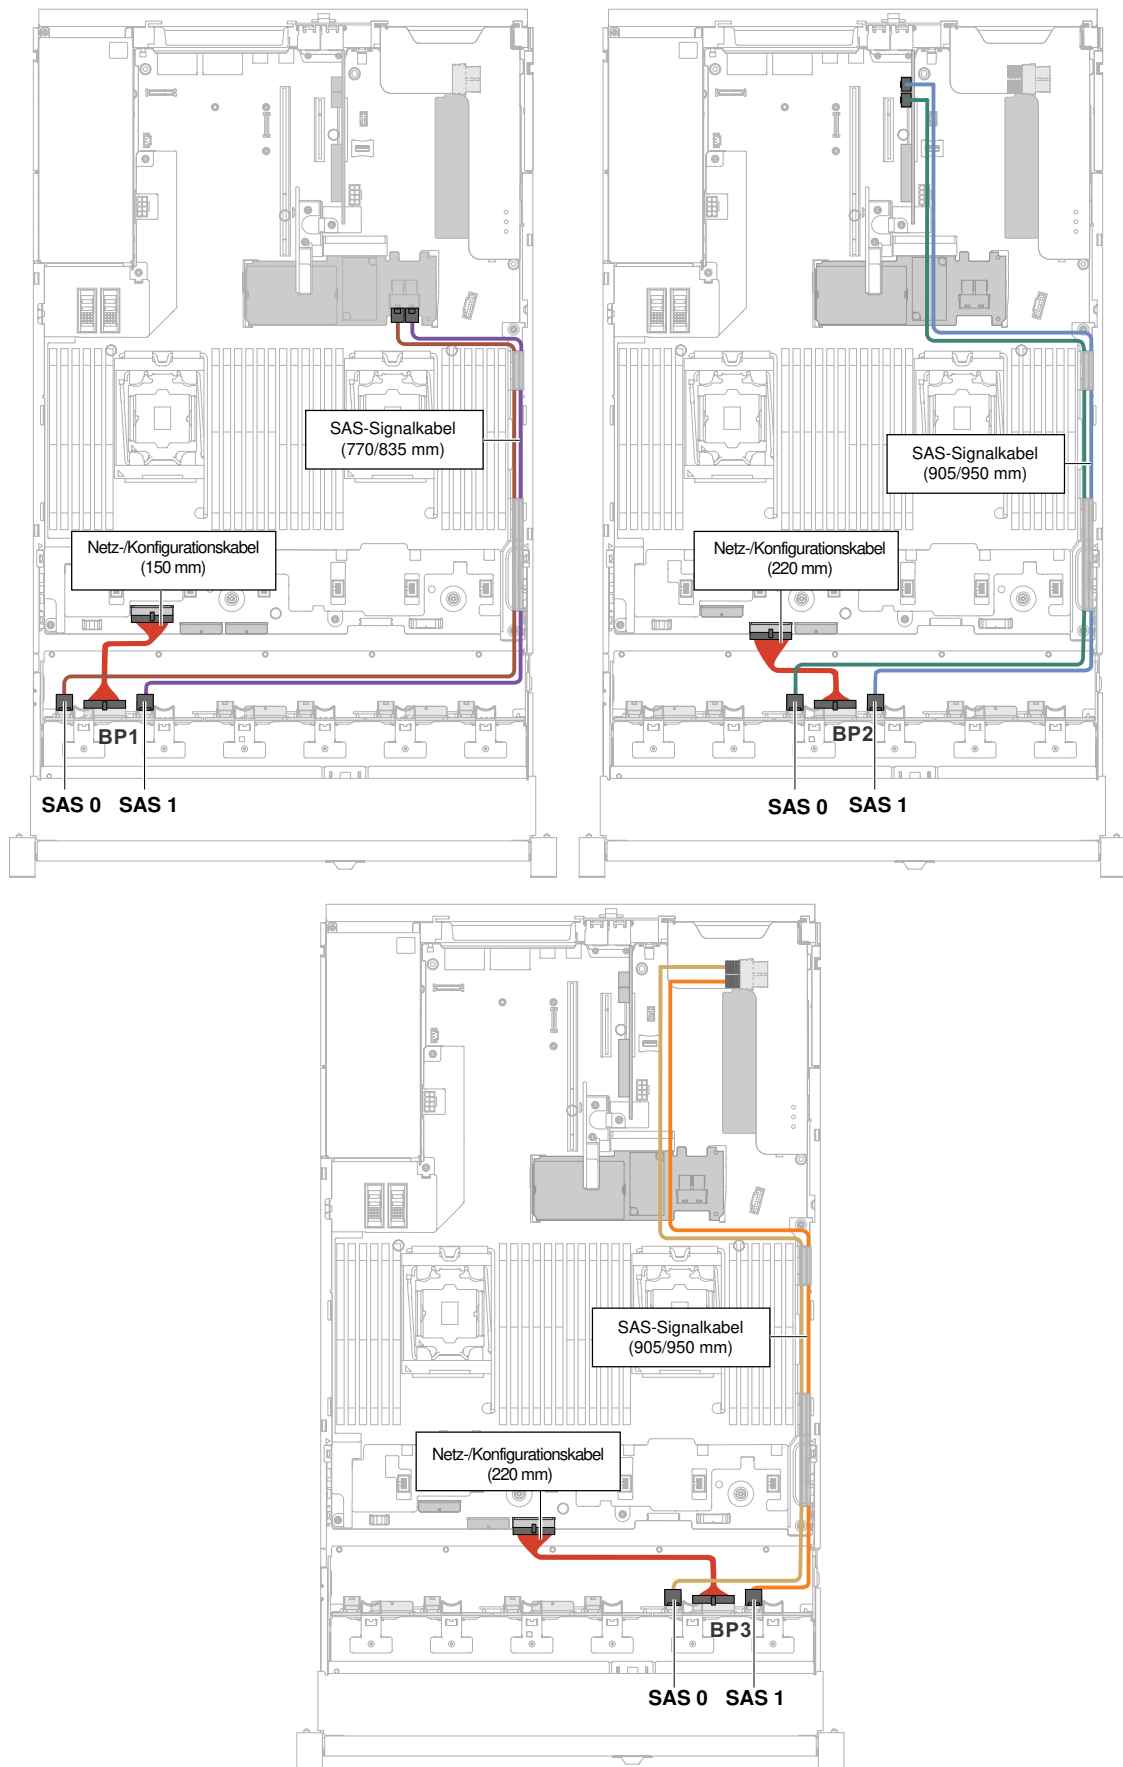 SAS-Signalkabel
(770/835 mm)
Netz-/Konfigurationskabel
(150 mm)
BP1
SAS 0 SAS 1
SAS-Signalkabel
(905/950 mm)
Netz-/Konfigurationskabel
(220 mm)
BP2
SAS 0 SAS 1
SAS-Signalkabel
(905/950 mm)
Netz-/Konfigurationskabel
(220 mm)
BP3
SAS 0 SAS 1